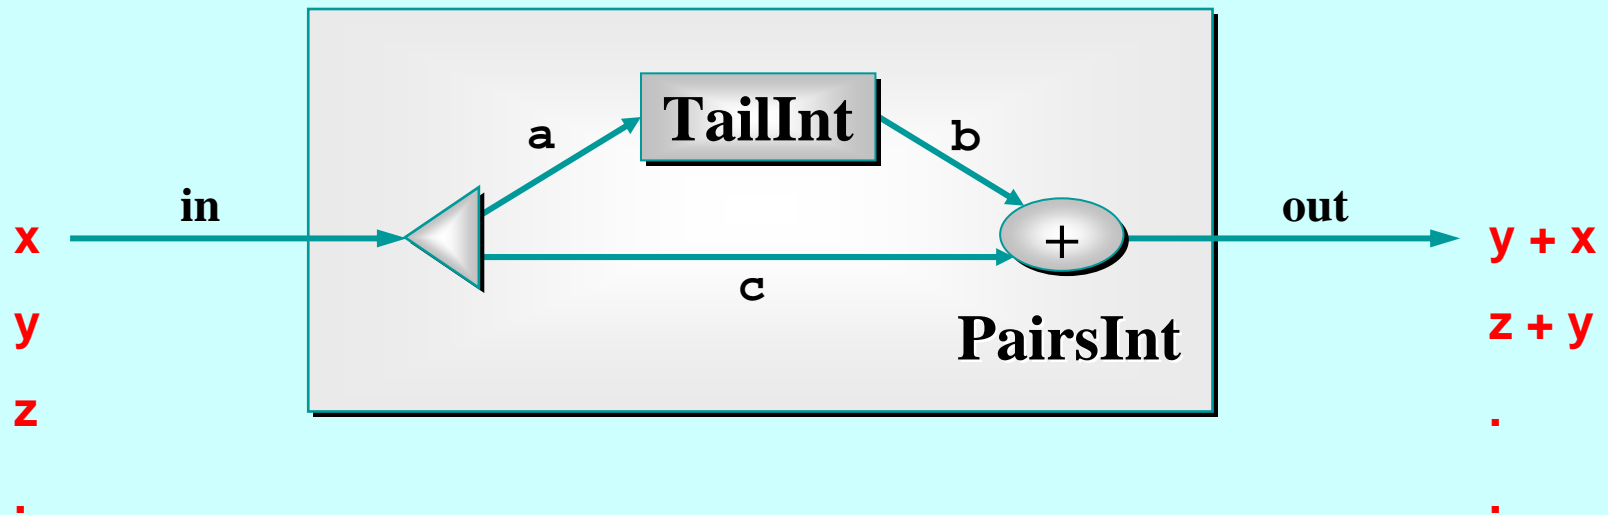 TailInt
a
b
in
out
x
y + x
+
c
y
z + y
PairsInt
z
.
.
.